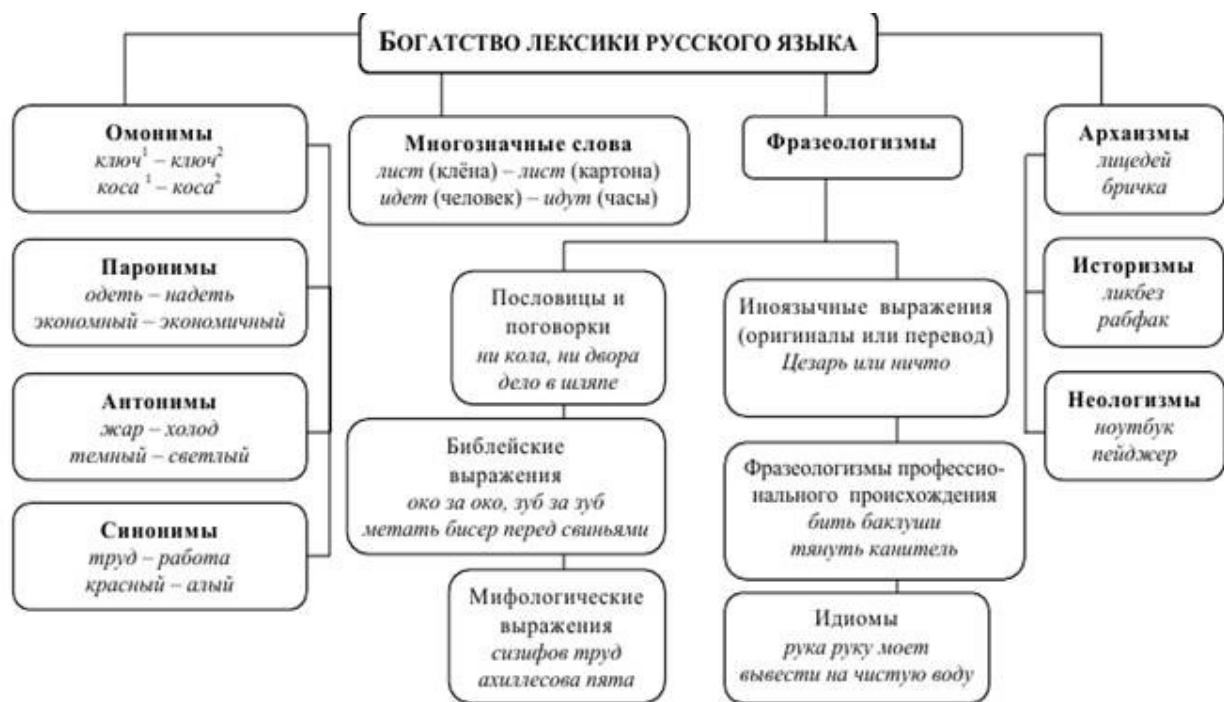 БОГАТСТВО ЛЕКСИКИ РУССКОГО ЯЗЫКА
Омонимы
ключ¹ – ключ²
коса ¹ – коса²
Паронимы
одеть – надеть
экономный – экономичный
Антонимы
жар – холод
темный – светлый
Синонимы
труд – работа
красный – алый
Многозначные слова
лист (клёна) – лист (картона)
идет (человек) – идут (часы)
Фразеологизмы
Пословицы и
поговорки
ни кола, ни двора
дело в шляпе
Библейские
выражения
око за око, зуб за зуб
метать бисер перед свиньями
Мифологические
выражения
сизифов труд
ахиллесова пята
Иноязычные выражения
(оригиналы или перевод)
Цезарь или ничто
Фразеологизмы профессио-
нального происхождения
бить баклуши
тянуть канитель
Идиомы
рука руку моет
вывести на чистую воду
Архаизмы
лицедей
бричка
Историзмы
ликбез
рабфак
Неологизмы
ноутбук
пейджер